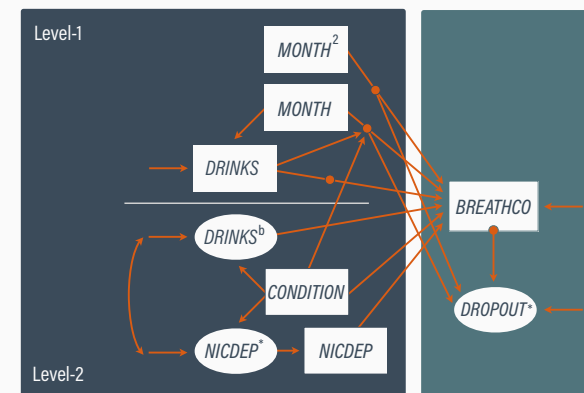 Level-1
MONTH²
MONTH
DRINKS
DRINKSᵇ
CONDITION
NICDEP*
NICDEP
Level-2
BREATHCO
DROPOUT*